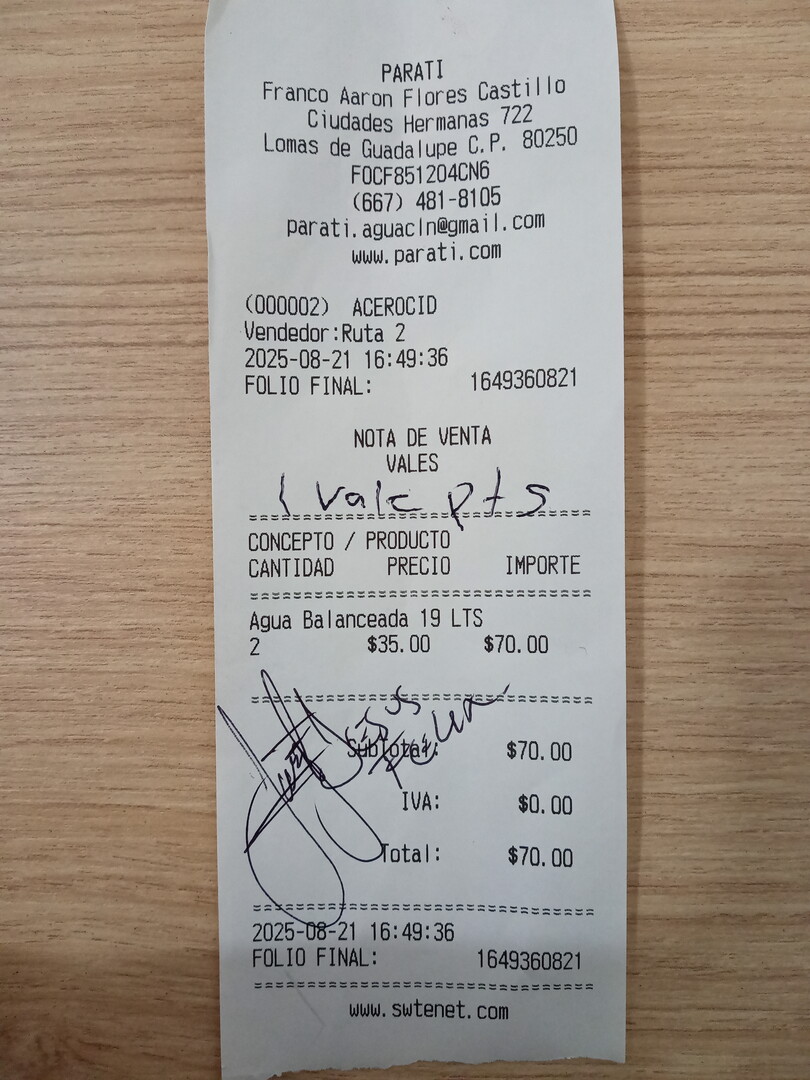 PARATI
Franco Aaron Flores Castillo
Ciudades Hermanas 722
Lomas de Guadalupe C.P. 80250
FOCF851204CN6
(667) 481-8105
parati.aguacln@gmail.com
www.parati.com
(000002) ACEROCID
Vendedor:Ruta 2
2025-08-21 16:49:36
FOLIO FINAL: 1649360821
NOTA DE VENTA
VALES
1 Vale pts
CONCEPTO / PRODUCTO
CANTIDAD PRECIO IMPORTE
Agua Balanceada 19 LTS
2 $35.00 $70.00
Jesus
Subtotal: $70.00
IVA: $0.00
Total: $70.00
2025-08-21 16:49:36
FOLIO FINAL: 1649360821
www.swtenet.com